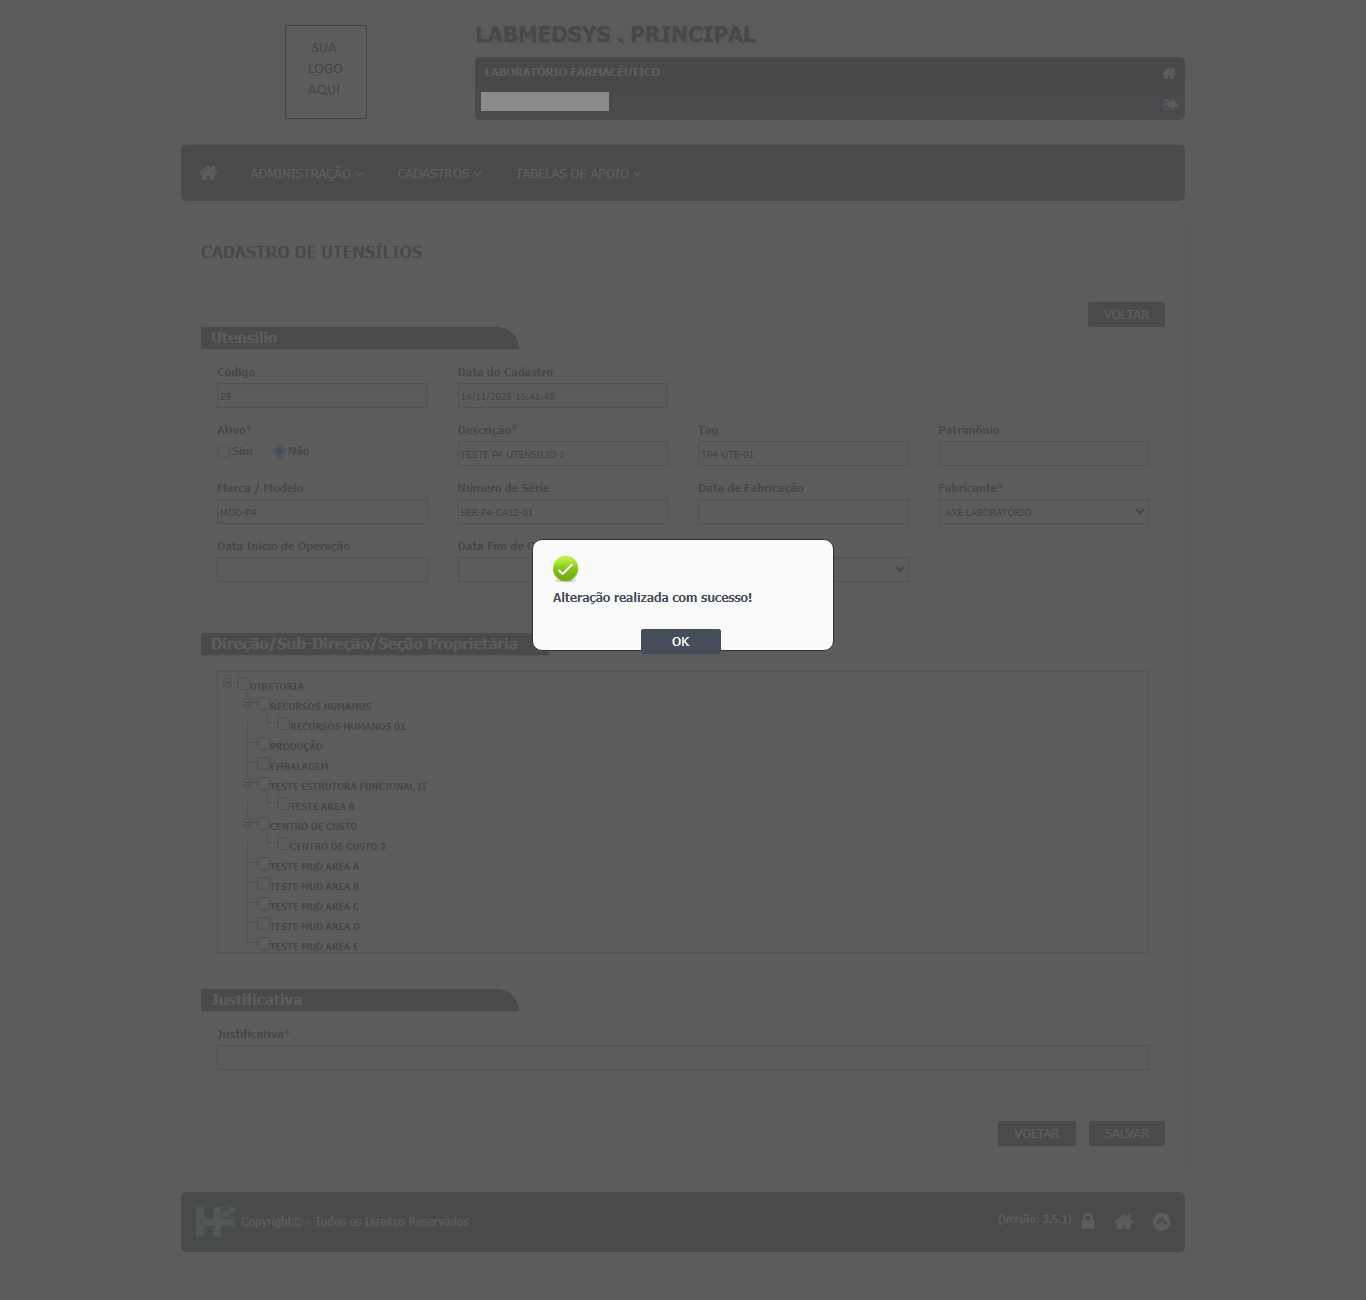 SUA
LOGO
AQUI
LABMEDSYS . PRINCIPAL
LABORATÓRIO FARMACÊUTICO
ADMINISTRAÇÃO
CADASTROS
TABELAS DE APOIO
CADASTRO DE UTENSÍLIOS
VOLTAR
Utensílio
Código
Data do Cadastro
29
14/11/2026 15:41:48
Ativo*
Descrição*
Tag
Patrimônio
Sim
Não
TESTE P4 UTENSILIO 1
TP4-UTE-01
Marca / Modelo
Número de Série
Data de Fabricação
Fabricante*
MOD-P4
SER-P4-CA12-01
AXÉ LABORATÓRIO
Data Início de Operação
Data Fim de
Alteração realizada com sucesso!
OK
Direção/Sub-Direção/Seção Proprietária
DIRETORIA
RECURSOS HUMANOS
RECURSOS HUMANOS 01
PRODUÇÃO
EMBALAGEM
TESTE ESTRUTURA FUNCIONAL II
TESTE AREA B
CENTRO DE CUSTO
CENTRO DE CUSTO 2
TESTE MUD AREA A
TESTE MUD AREA B
TESTE MUD AREA C
TESTE MUD AREA D
TESTE MUD AREA E
Justificativa
Justificativa*
VOLTAR
SALVAR
Copyright© - Todos os Direitos Reservados
(Versão: 3.5.1)